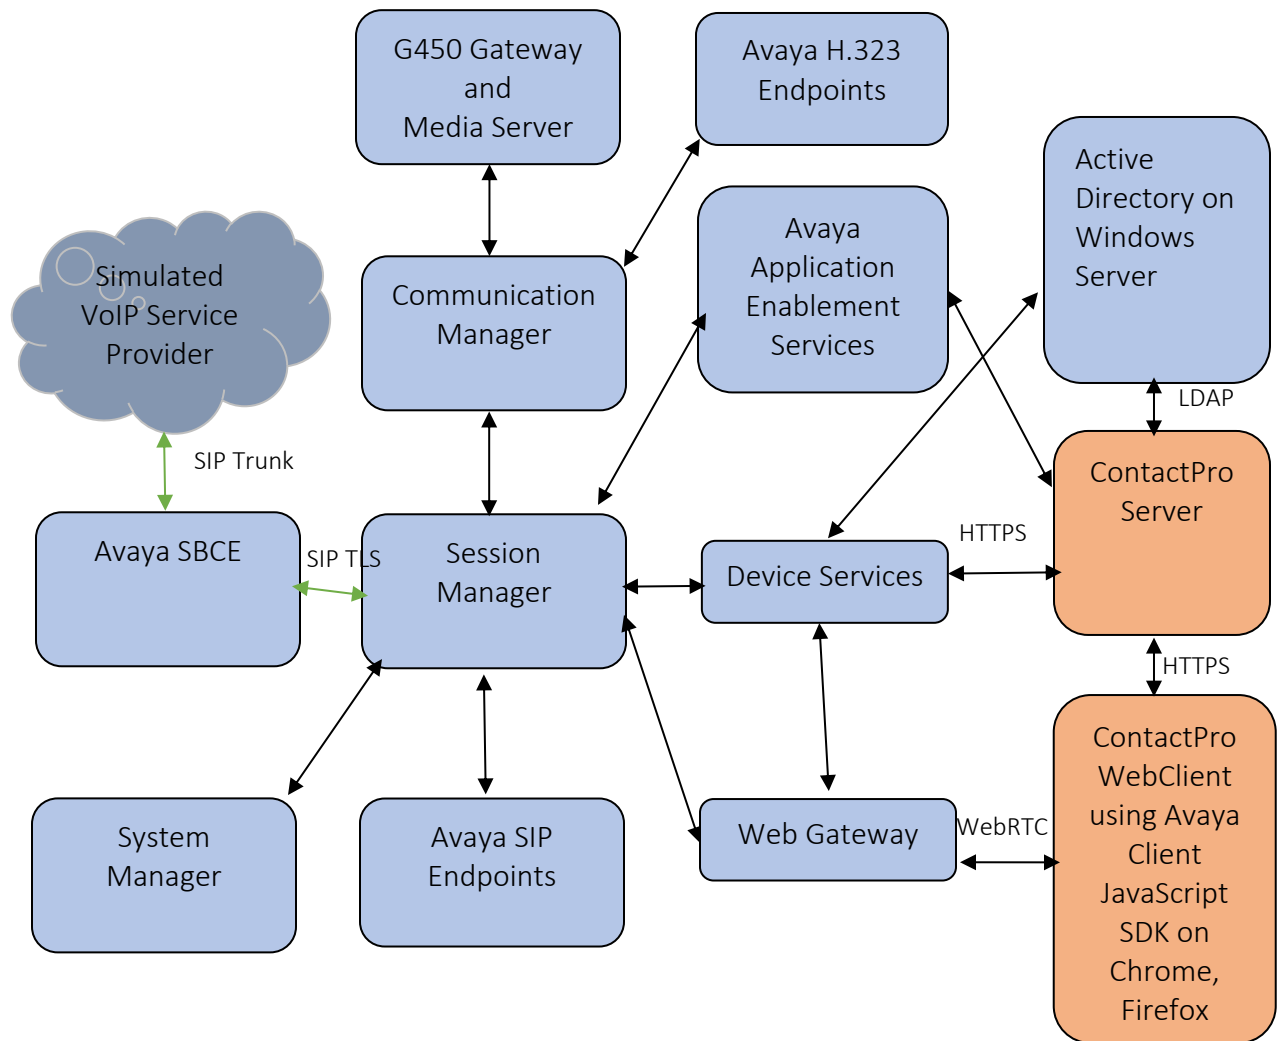 G450 Gateway
and
Media Server
Avaya H.323
Endpoints
Active
Directory on
Windows
Server
Avaya
Application
Enablement
Services
Simulated
VoIP Service
Provider
Communication
Manager
LDAP
SIP Trunk
ContactPro
Server
Avaya SBCE
SIP TLS
Session
Manager
Device Services
HTTPS
HTTPS
System
Manager
Avaya SIP
Endpoints
Web Gateway
WebRTC
ContactPro
WebClient
using Avaya
Client
JavaScript
SDK on
Chrome,
Firefox